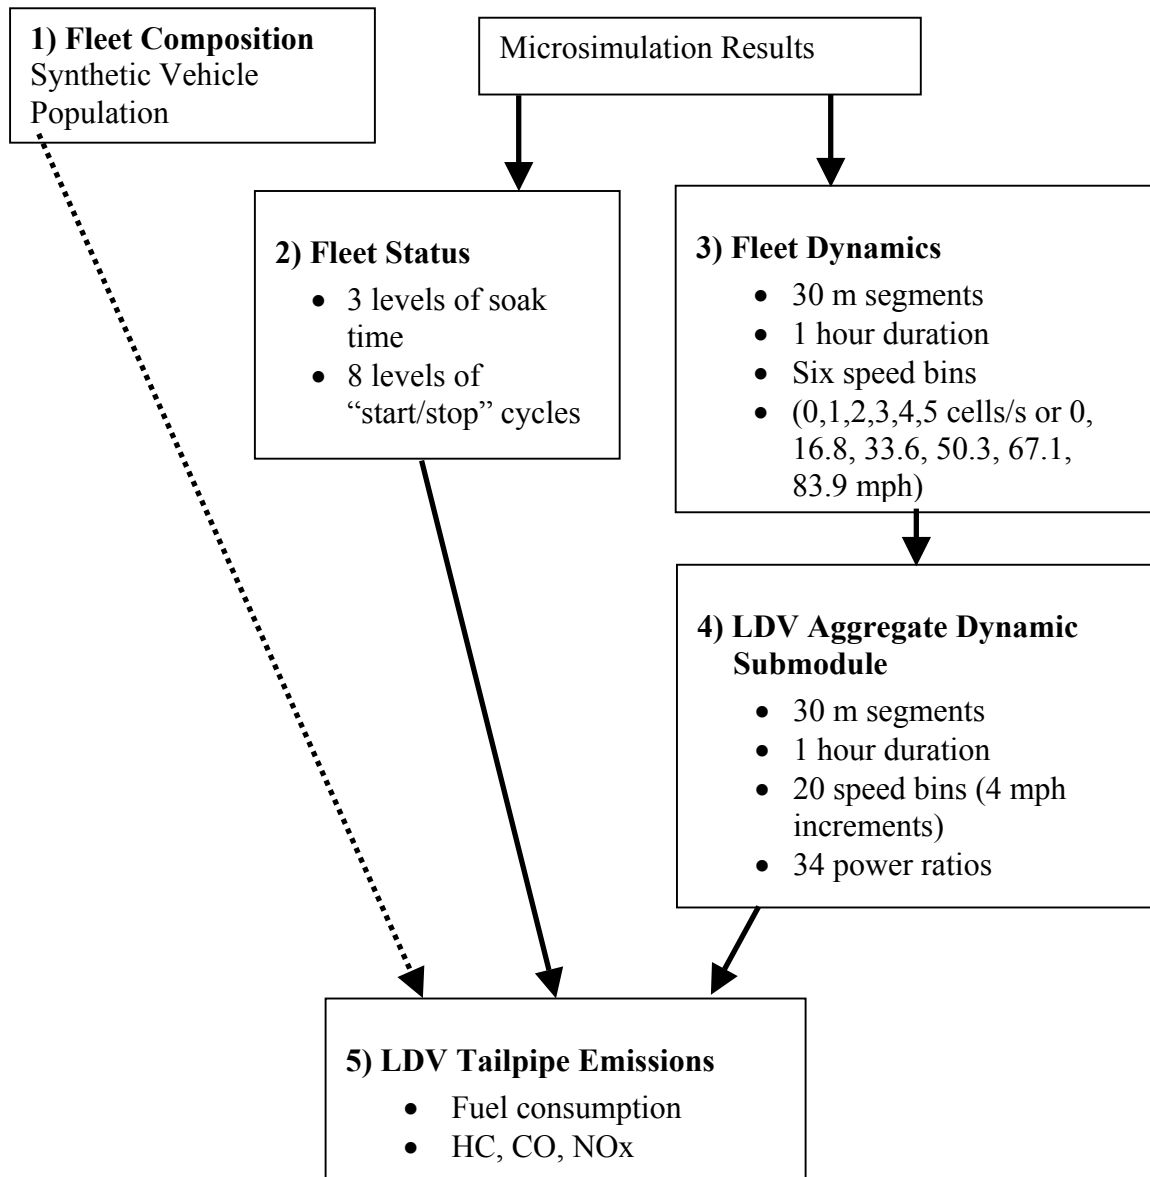 1) Fleet Composition
Synthetic Vehicle
Population
Microsimulation Results
2) Fleet Status
• 3 levels of soak
time
• 8 levels of
“start/stop” cycles
3) Fleet Dynamics
• 30 m segments
• 1 hour duration
• Six speed bins
• (0,1,2,3,4,5 cells/s or 0,
16.8, 33.6, 50.3, 67.1,
83.9 mph)
4) LDV Aggregate Dynamic
Submodule
• 30 m segments
• 1 hour duration
• 20 speed bins (4 mph
increments)
• 34 power ratios
5) LDV Tailpipe Emissions
• Fuel consumption
• HC, CO, NOx